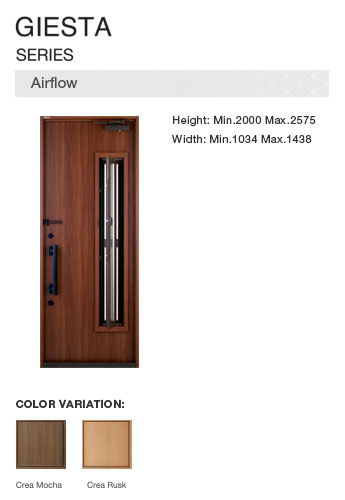 GIESTA
SERIES
Airflow
Height: Min.2000 Max.2575
Width: Min.1034 Max.1438
COLOR VARIATION:
Crea Mocha Crea Rusk